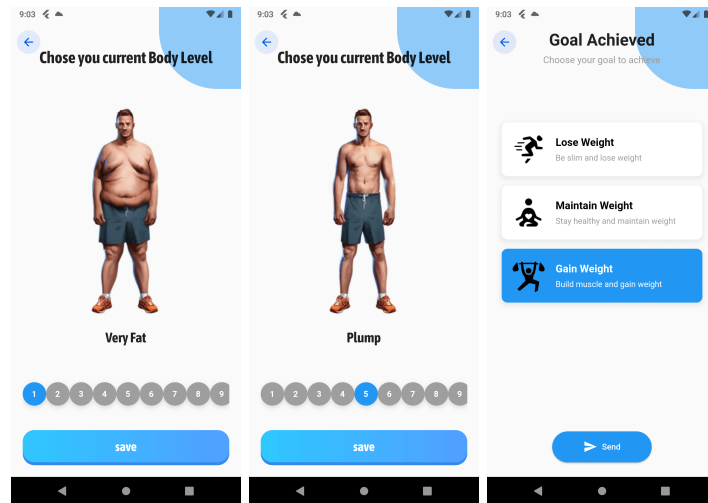 9:03
Chose you current Body Level
Very Fat
1 2 3 4 5 6 7 8 9
save
9:03
Chose you current Body Level
Plump
1 2 3 4 5 6 7 8 9
save
9:03
Goal Achieved
Choose your goal to achieve
Lose Weight
Be slim and lose weight
Maintain Weight
Stay healthy and maintain weight
Gain Weight
Build muscle and gain weight
Send